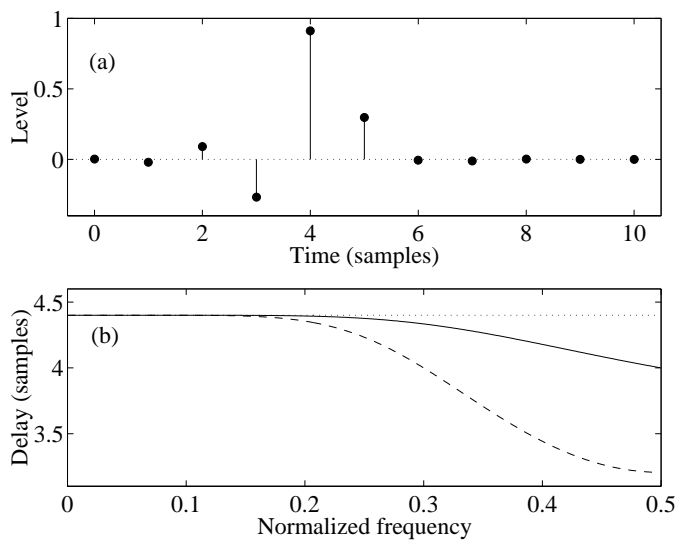 1
0.5
0
Level
(a)
0 2 4 6 8 10
Time (samples)
4.5
4
3.5
Delay (samples)
(b)
0 0.1 0.2 0.3 0.4 0.5
Normalized frequency